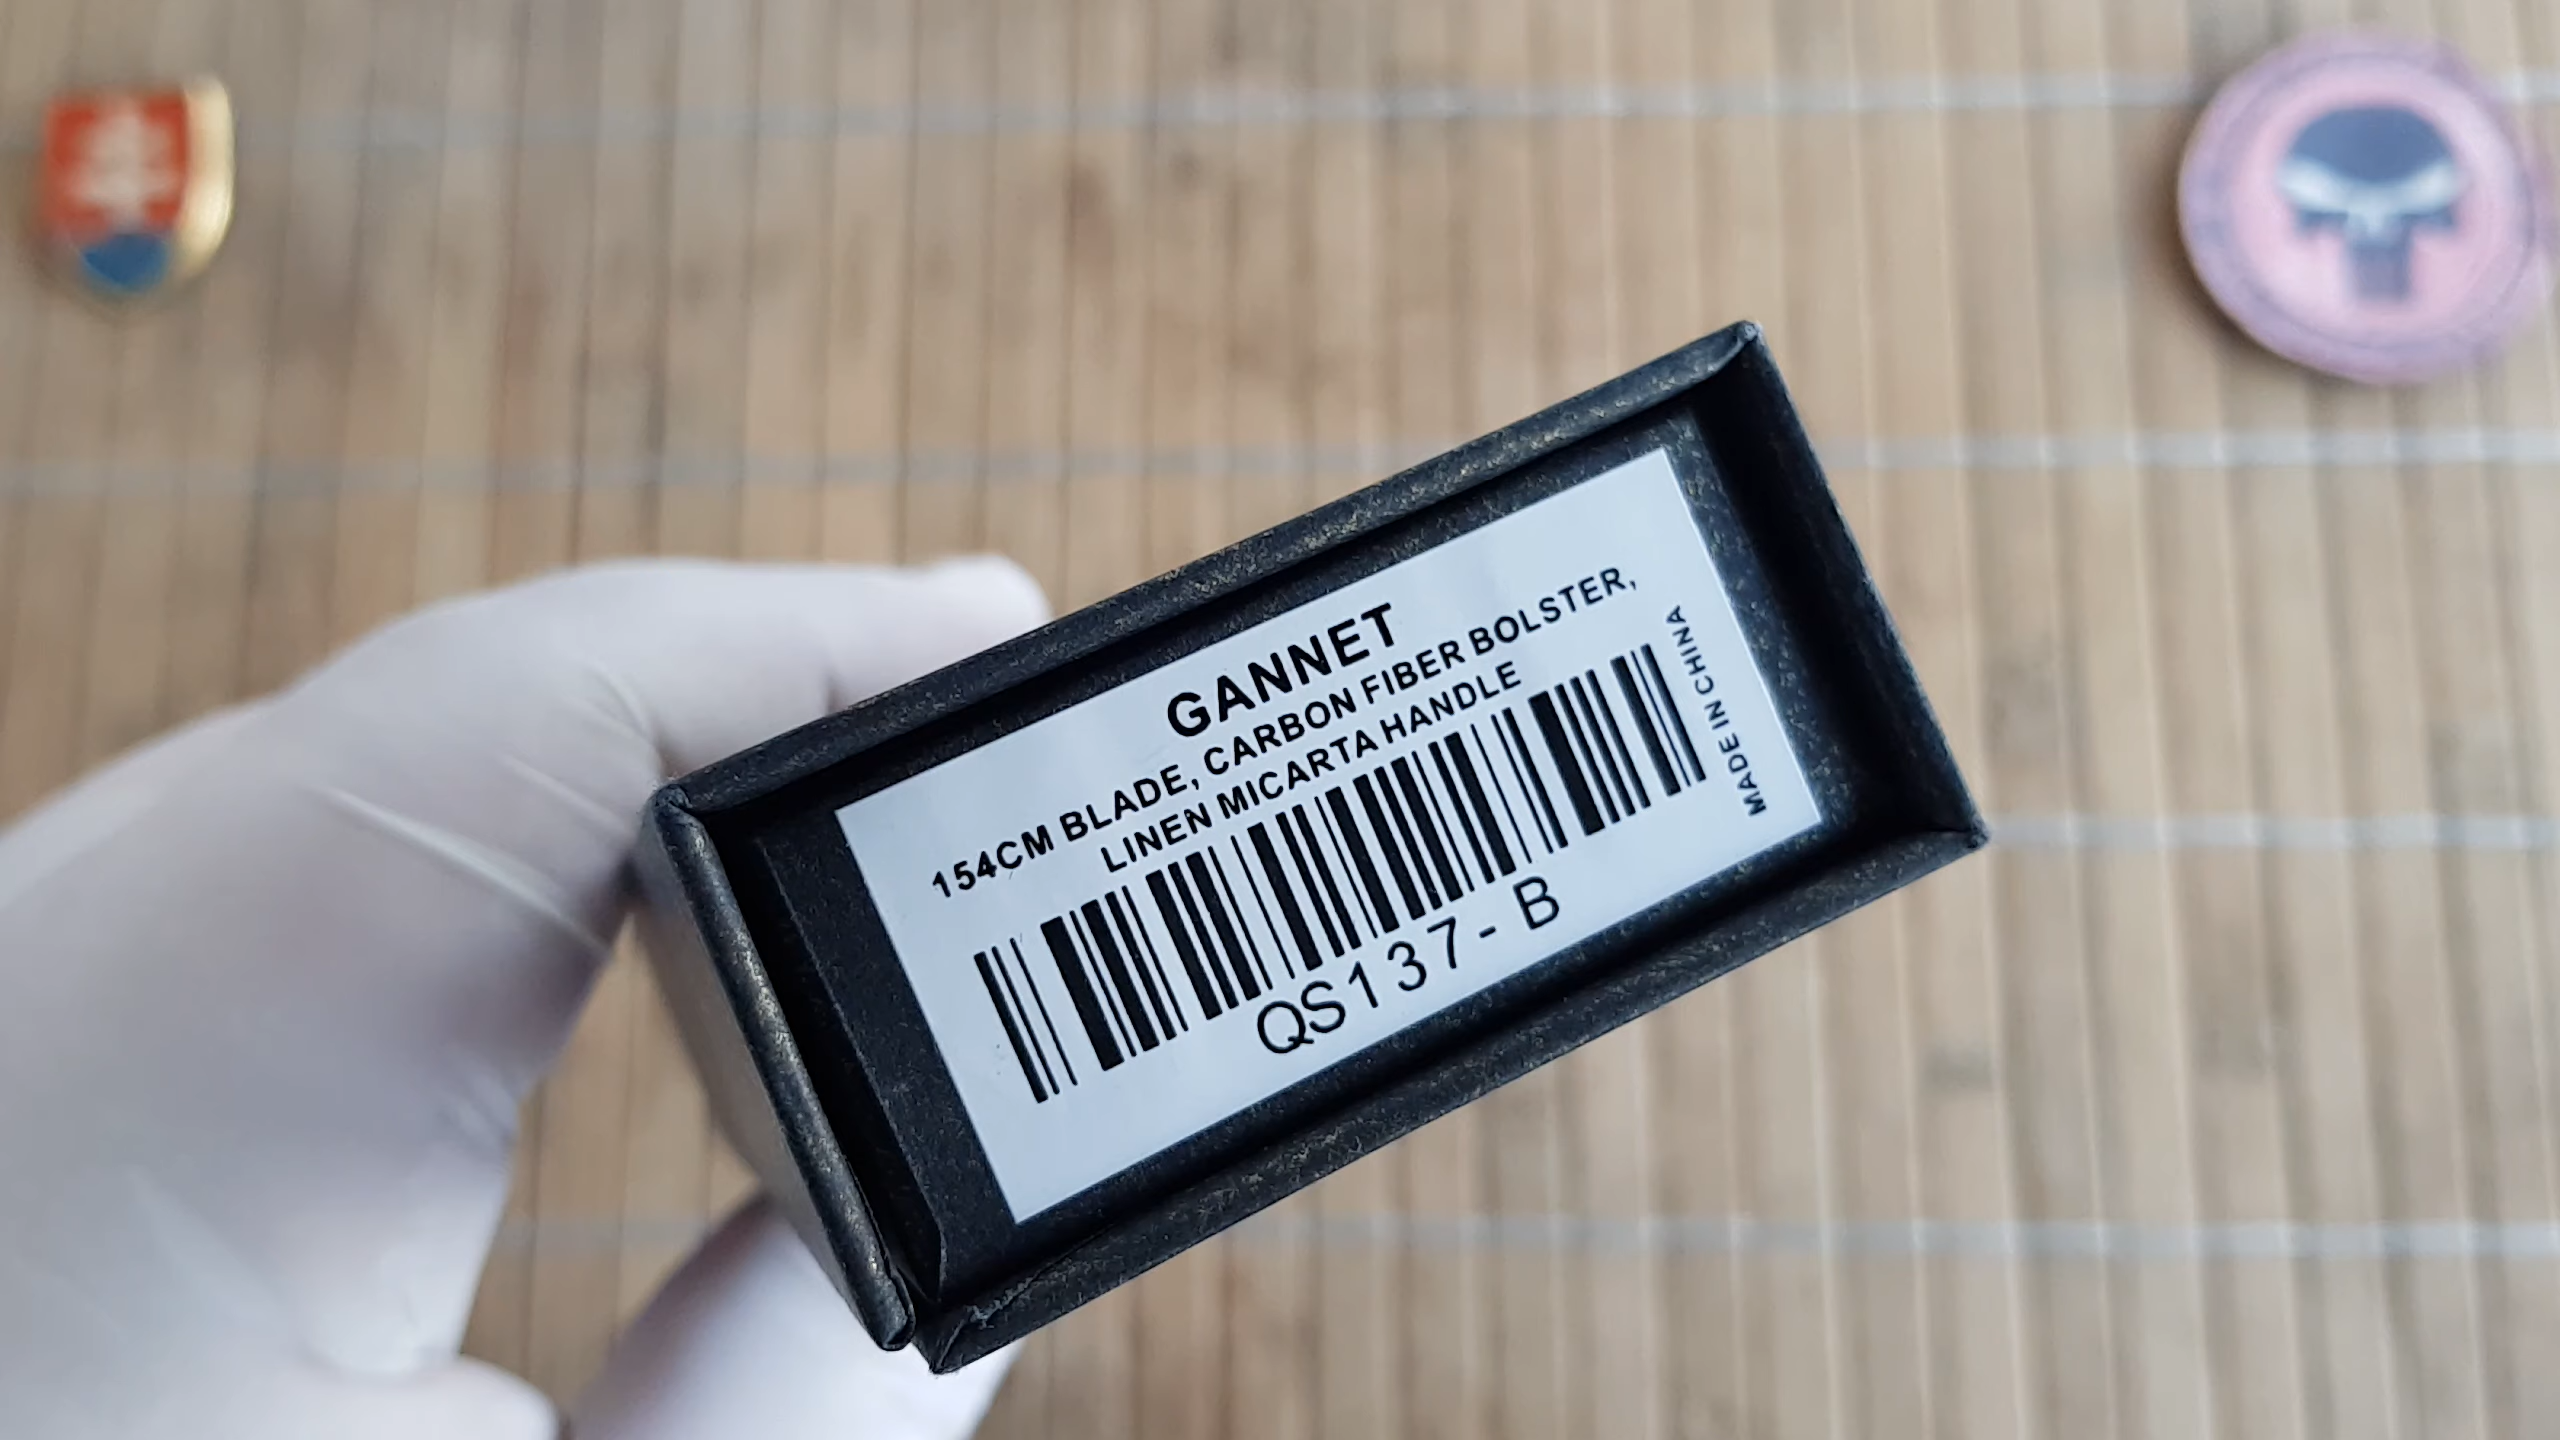 GANNET
154CM BLADE, CARBON FIBER BOLSTER,
LINEN MICARTA HANDLE
QS137-B
MADE IN CHINA